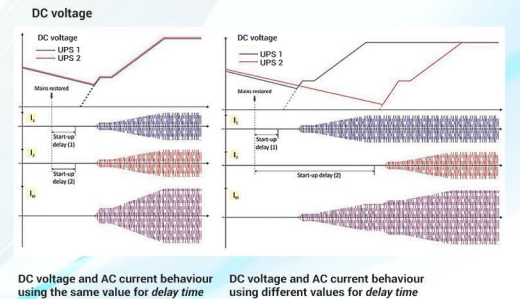 DC voltage
DC voltage
UPS 1
UPS 2
Mains restored
I₁
Start-up
delay (1)
I₂
Start-up
delay (2)
DC voltage
UPS 1
UPS 2
Mains restored
I₁
Start-up
delay (1)
I₂
Start-up delay (2)
DC voltage and AC current behaviour
using the same value for delay time
DC voltage and AC current behaviour
using different values for delay time